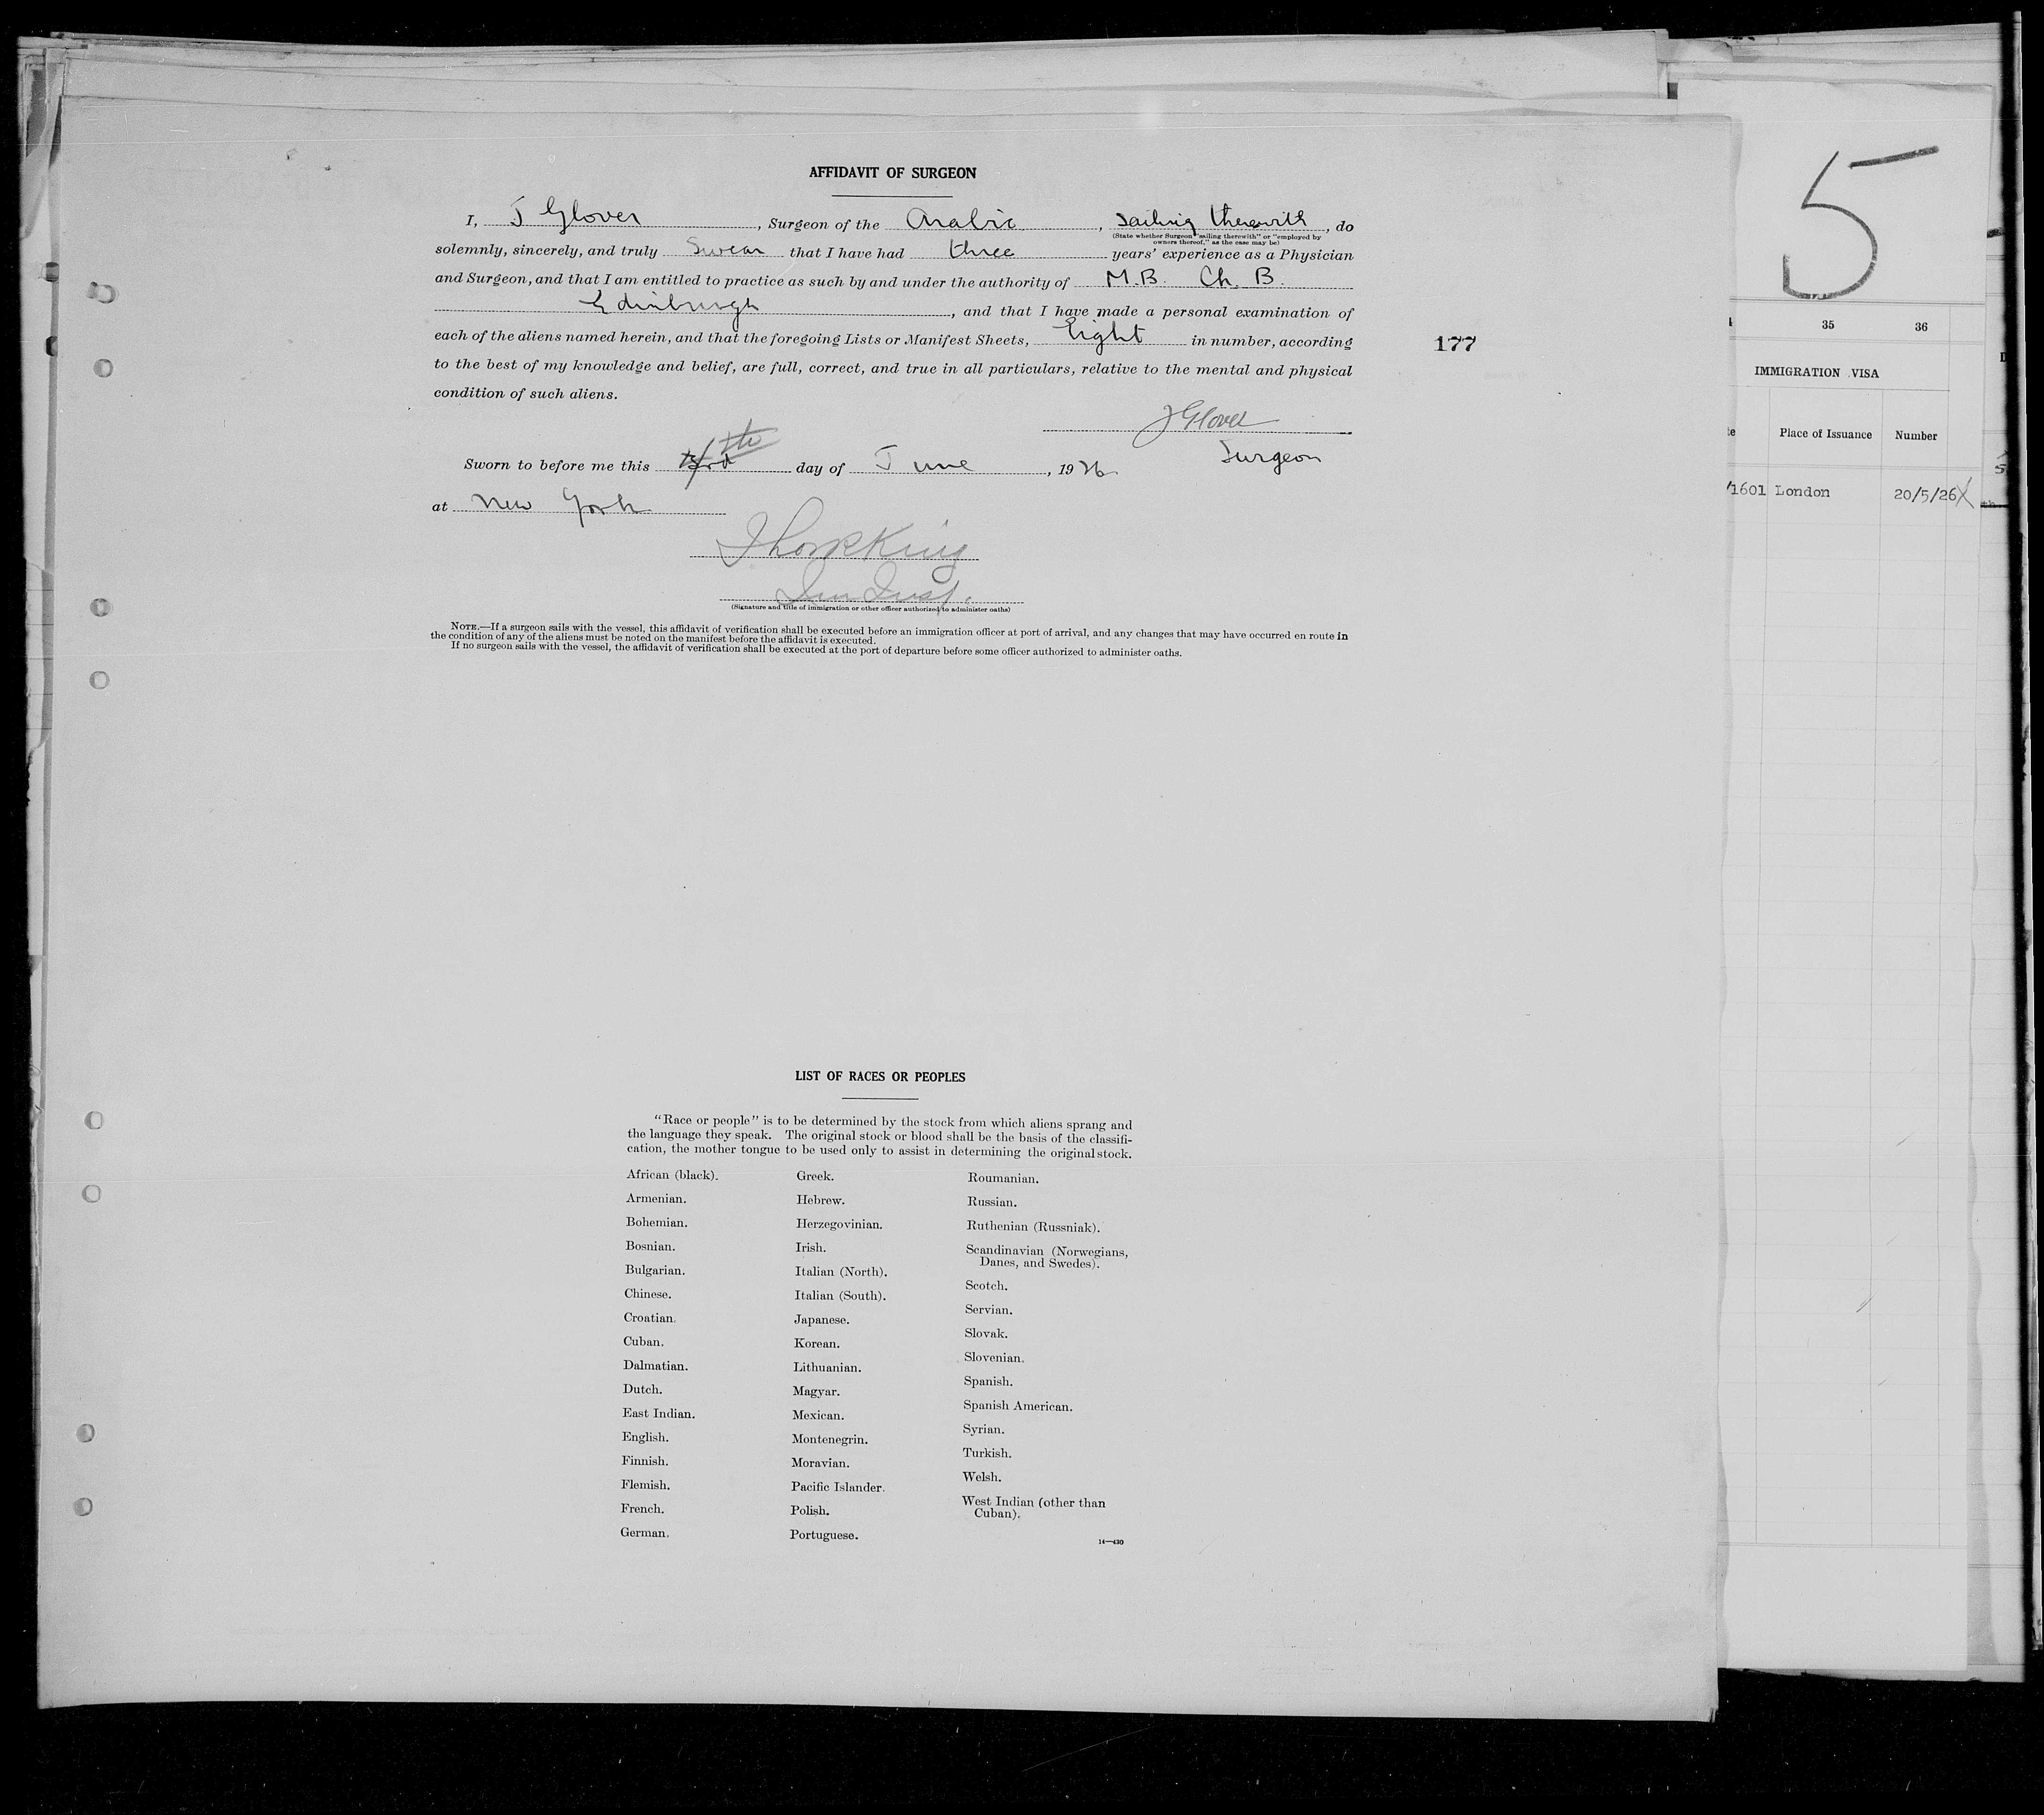 AFFIDAVIT OF SURGEON
I, J Glover, Surgeon of the Arabic, sailing therewith, do
(State whether Surgeon "sailing therewith" or "employed by
owners thereof," as the case may be)
solemnly, sincerely, and truly swear that I have had three years' experience as a Physician
and Surgeon, and that I am entitled to practice as such by and under the authority of M.B. Ch. B.
Edinburgh, and that I have made a personal examination of
each of the aliens named herein, and that the foregoing Lists or Manifest Sheets, Eight in number, according
to the best of my knowledge and belief, are full, correct, and true in all particulars, relative to the mental and physical
condition of such aliens.
J Glover
Surgeon
Sworn to before me this day of June, 1926
at New York
King
Imm Insp.
(Signature and title of immigration or other officer authorized to administer oaths)
NOTE.—If a surgeon sails with the vessel, this affidavit of verification shall be executed before an immigration officer at port of arrival, and any changes that may have occurred en route in
the condition of any of the aliens must be noted on the manifest before the affidavit is executed.
If no surgeon sails with the vessel, the affidavit of verification shall be executed at the port of departure before some officer authorized to administer oaths.
177
LIST OF RACES OR PEOPLES
"Race or people" is to be determined by the stock from which aliens sprang and
the language they speak. The original stock or blood shall be the basis of the classifi-
cation, the mother tongue to be used only to assist in determining the original stock.
African (black).
Armenian.
Bohemian.
Bosnian.
Bulgarian.
Chinese.
Croatian.
Cuban.
Dalmatian.
Dutch.
East Indian.
English.
Finnish.
Flemish.
French.
German.
Greek.
Hebrew.
Herzegovinian.
Irish.
Italian (North).
Italian (South).
Japanese.
Korean.
Lithuanian.
Magyar.
Mexican.
Montenegrin.
Moravian.
Pacific Islander.
Polish.
Portuguese.
Roumanian.
Russian.
Ruthenian (Russniak).
Scandinavian (Norwegians,
Danes, and Swedes).
Scotch.
Servian.
Slovak.
Slovenian.
Spanish.
Spanish American.
Syrian.
Turkish.
Welsh.
West Indian (other than
Cuban).
14—430
5
35 36
IMMIGRATION VISA
Place of Issuance Number
/1601 London 20/5/26